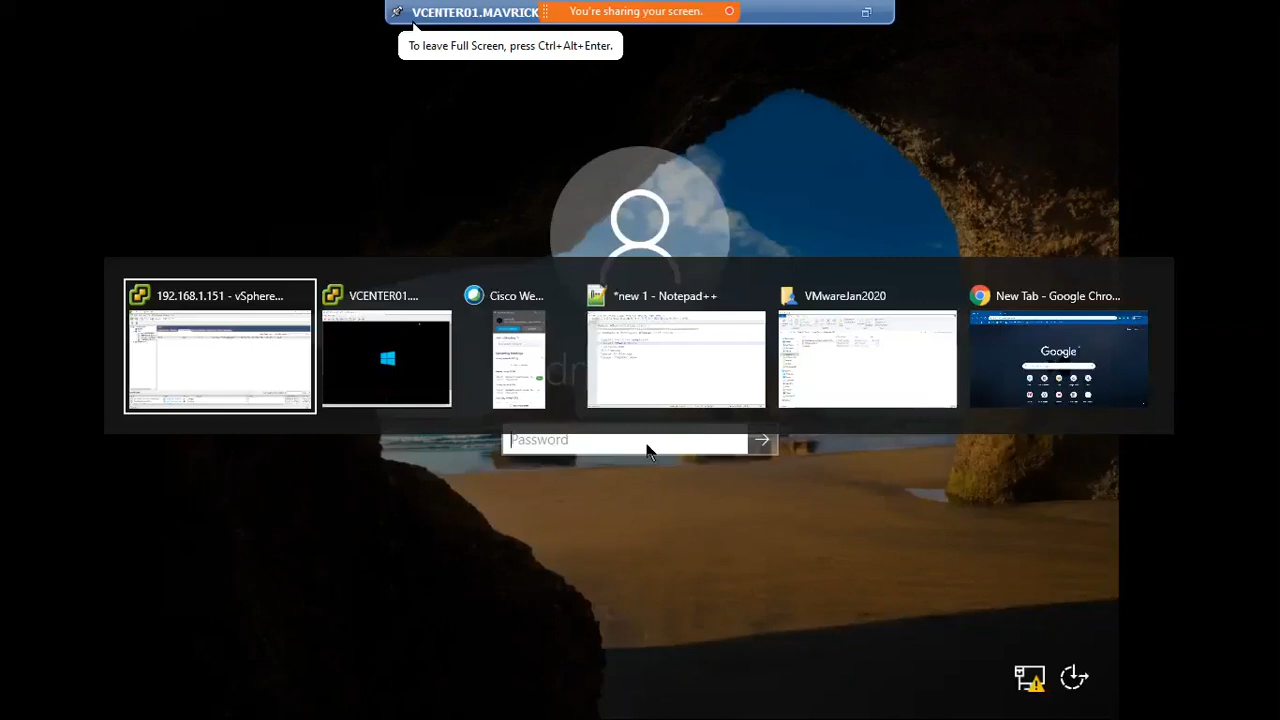 VCENTER01.MAVRICK
You're sharing your screen.
To leave Full Screen, press Ctrl+Alt+Enter.
192.168.1.151 - vSphere...
VCENTER01....
Cisco We...
*new 1 - Notepad++
VMwareJan2020
New Tab - Google Chro...
Google
Password